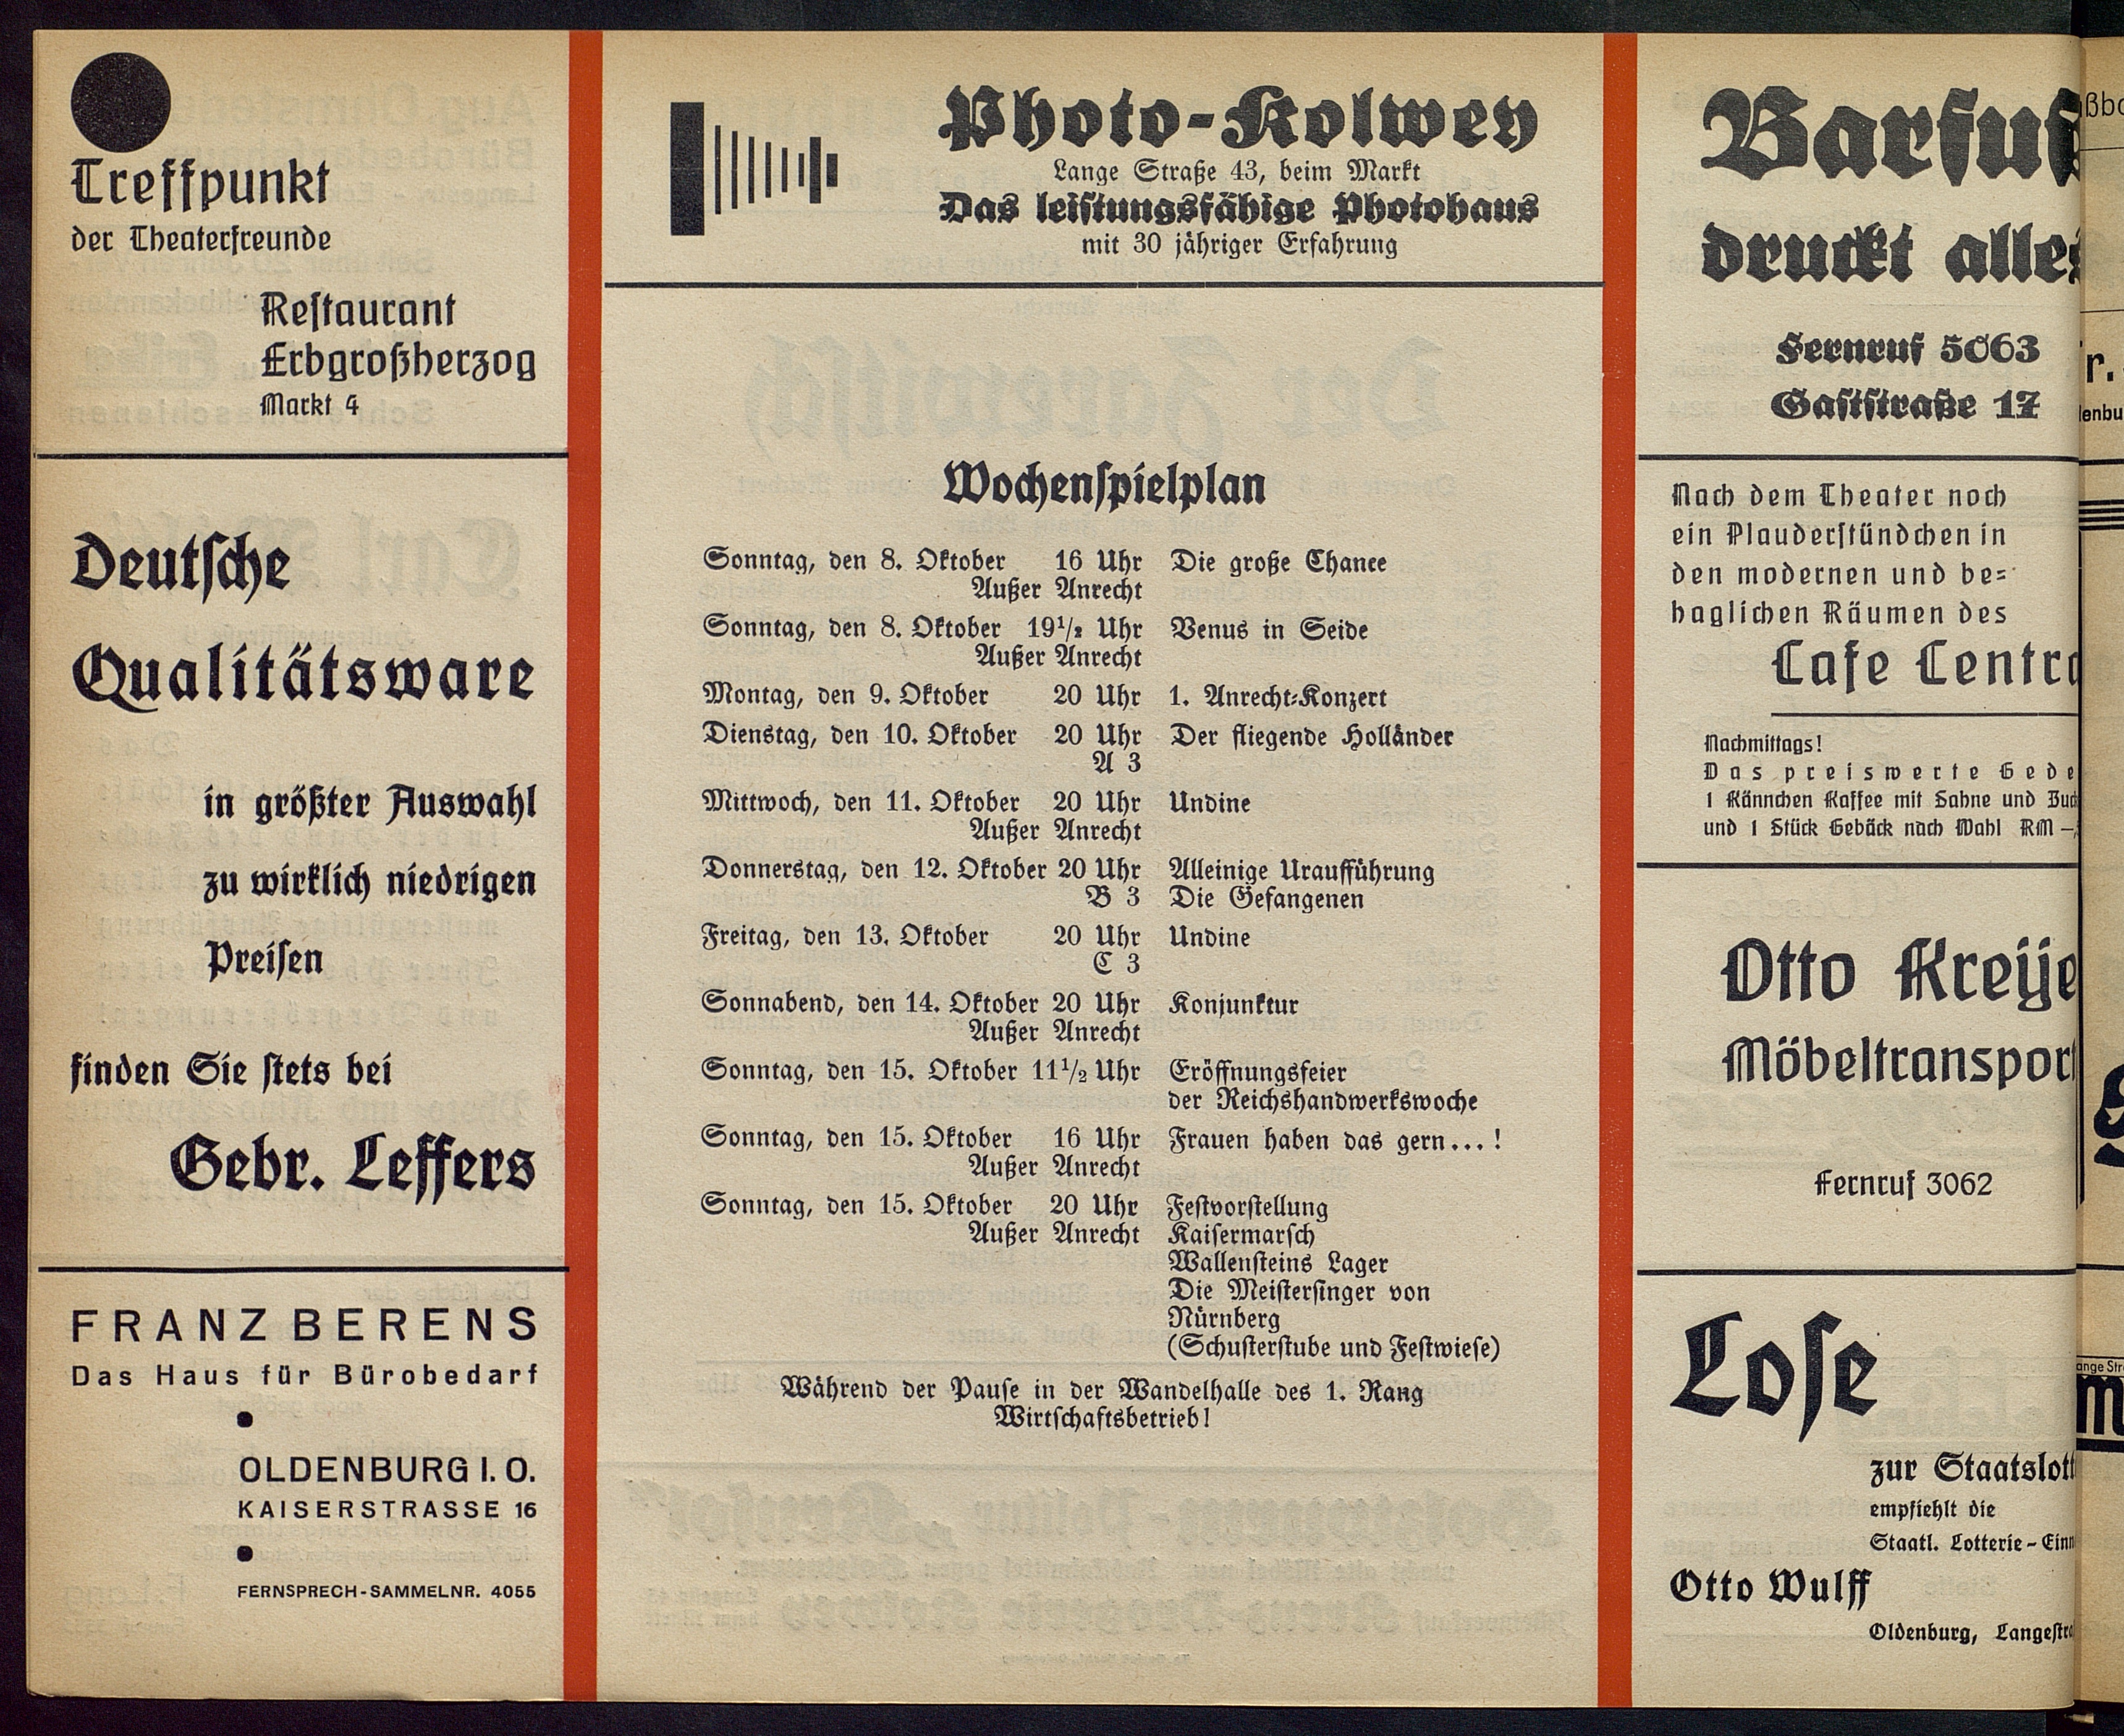 Treffpunkt
der Theaterfreunde
Restaurant
Erbgroßherzog
Markt 4
Deutsche
Qualitätsware
in größter Auswahl
zu wirklich niedrigen
Preisen
finden Sie stets bei
Gebr. Leffers
FRANZ BERENS
Das Haus für Bürobedarf
OLDENBURG I. O.
KAISERSTRASSE 16
FERNSPRECH-SAMMELNR. 4055
Photo-Kolwey
Lange Straße 43, beim Markt
Das leistungsfähige Photohaus
mit 30 jähriger Erfahrung
Wochenspielplan
Sonntag, den 8. Oktober 16 Uhr Die große Chance
Außer Anrecht
Sonntag, den 8. Oktober 19½ Uhr Venus in Seide
Außer Anrecht
Montag, den 9. Oktober 20 Uhr 1. Anrecht-Konzert
Dienstag, den 10. Oktober 20 Uhr Der fliegende Holländer
A 3
Mittwoch, den 11. Oktober 20 Uhr Undine
Außer Anrecht
Donnerstag, den 12. Oktober 20 Uhr Alleinige Uraufführung
B 3 Die Gefangenen
Freitag, den 13. Oktober 20 Uhr Undine
C 3
Sonnabend, den 14. Oktober 20 Uhr Konjunktur
Außer Anrecht
Sonntag, den 15. Oktober 11½ Uhr Eröffnungsfeier
der Reichshandwerkswoche
Sonntag, den 15. Oktober 16 Uhr Frauen haben das gern...!
Außer Anrecht
Sonntag, den 15. Oktober 20 Uhr Festvorstellung
Außer Anrecht Kaisermarsch
Wallensteins Lager
Die Meistersinger von
Nürnberg
(Schusterstube und Festwiese)
Während der Pause in der Wandelhalle des 1. Rang
Wirtschaftsbetrieb!
Barfuß
druckt alles
Fernruf 5063
Gaststraße 17
Nach dem Theater noch
ein Plauderstündchen in
den modernen und be-
haglichen Räumen des
Cafe Centra
Nachmittags!
Das preiswerte Gede
1 Kännchen Kaffee mit Sahne und Zuc
und 1 Stück Gebäck nach Wahl RM —,
Otto Kreye
Möbeltransport
Fernruf 3062
Lose
zur Staatslott
empfiehlt die
Staatl. Lotterie-Einn
Otto Wulff
Oldenburg, Langestra